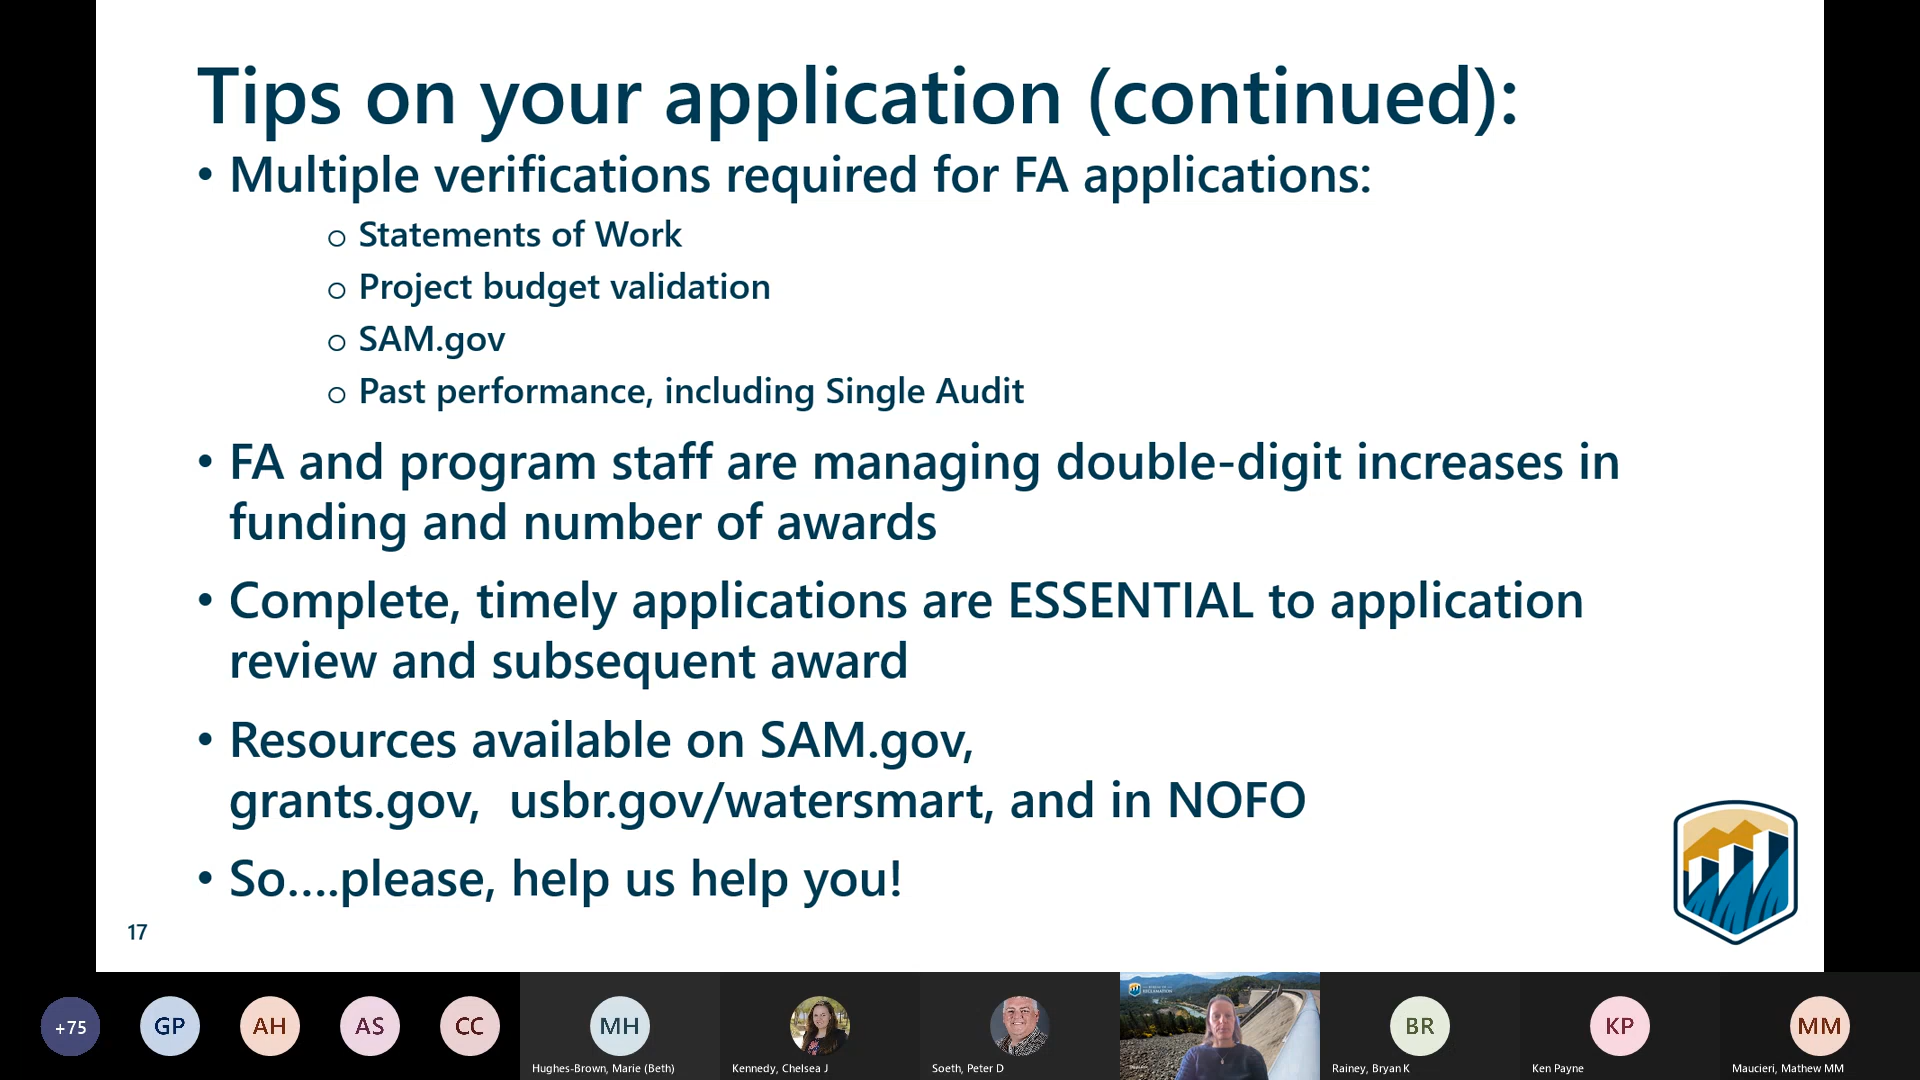 Tips on your application (continued):
• Multiple verifications required for FA applications:
o Statements of Work
o Project budget validation
o SAM.gov
o Past performance, including Single Audit
• FA and program staff are managing double-digit increases in
funding and number of awards
• Complete, timely applications are ESSENTIAL to application
review and subsequent award
• Resources available on SAM.gov,
grants.gov,  usbr.gov/watersmart, and in NOFO
• So....please, help us help you!
17
+75
GP
AH
AS
CC
MH
BR
KP
MM
Hughes-Brown, Marie (Beth)
Kennedy, Chelsea J
Soeth, Peter D
Rainey, Bryan K
Ken Payne
Maucieri, Mathew MM